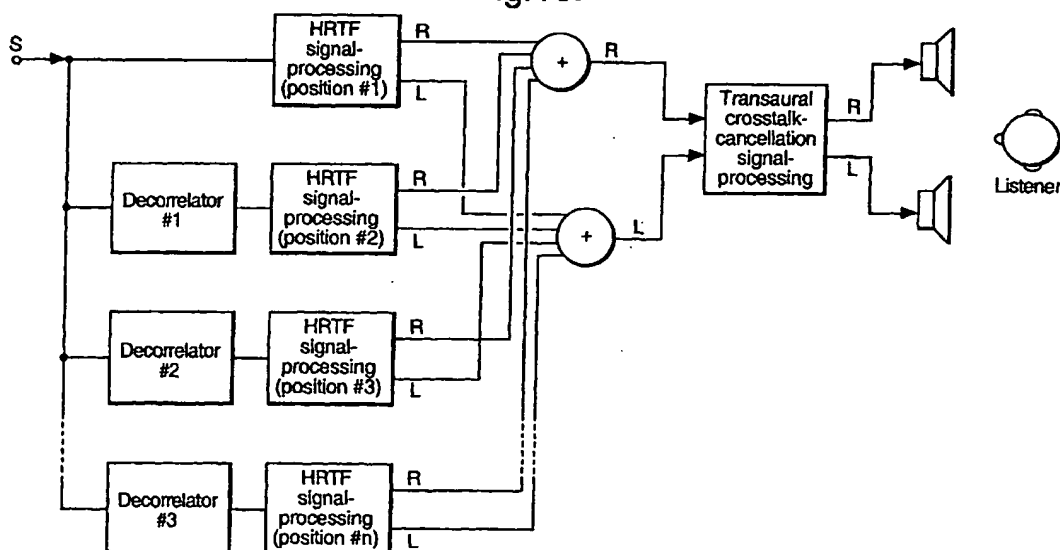 S
HRTF
signal-
processing
(position #1)
R
L
+
R
Transaural
crosstalk-
cancellation
signal-
processing
R
L
Listener
Decorrelator
#1
HRTF
signal-
processing
(position #2)
R
L
+
L
Decorrelator
#2
HRTF
signal-
processing
(position #3)
R
L
Decorrelator
#3
HRTF
signal-
processing
(position #n)
R
L